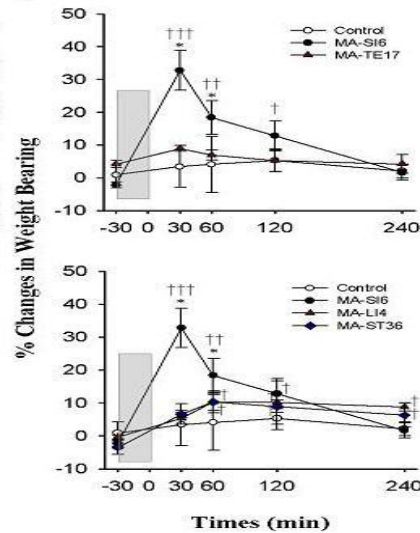 †††
*
††
*
†
Control
MA-SI6
MA-TE17
50
40
30
20
10
0
-10
-30 0 30 60 120 240
% Changes in Weight Bearing
†††
*
††
*
†
†
†
†
†
Control
MA-SI6
MA-LI4
MA-ST36
50
40
30
20
10
0
-10
-30 0 30 60 120 240
Times (min)